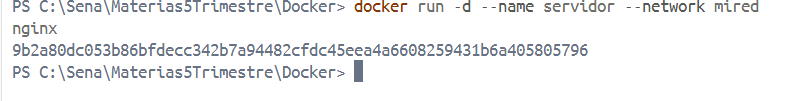 PS C:\Sena\Materias5Trimestre\Docker> docker run -d --name servidor --network mired
nginx
9b2a80dc053b86bfdecc342b7a94482cfdc45eea4a6608259431b6a405805796
PS C:\Sena\Materias5Trimestre\Docker>